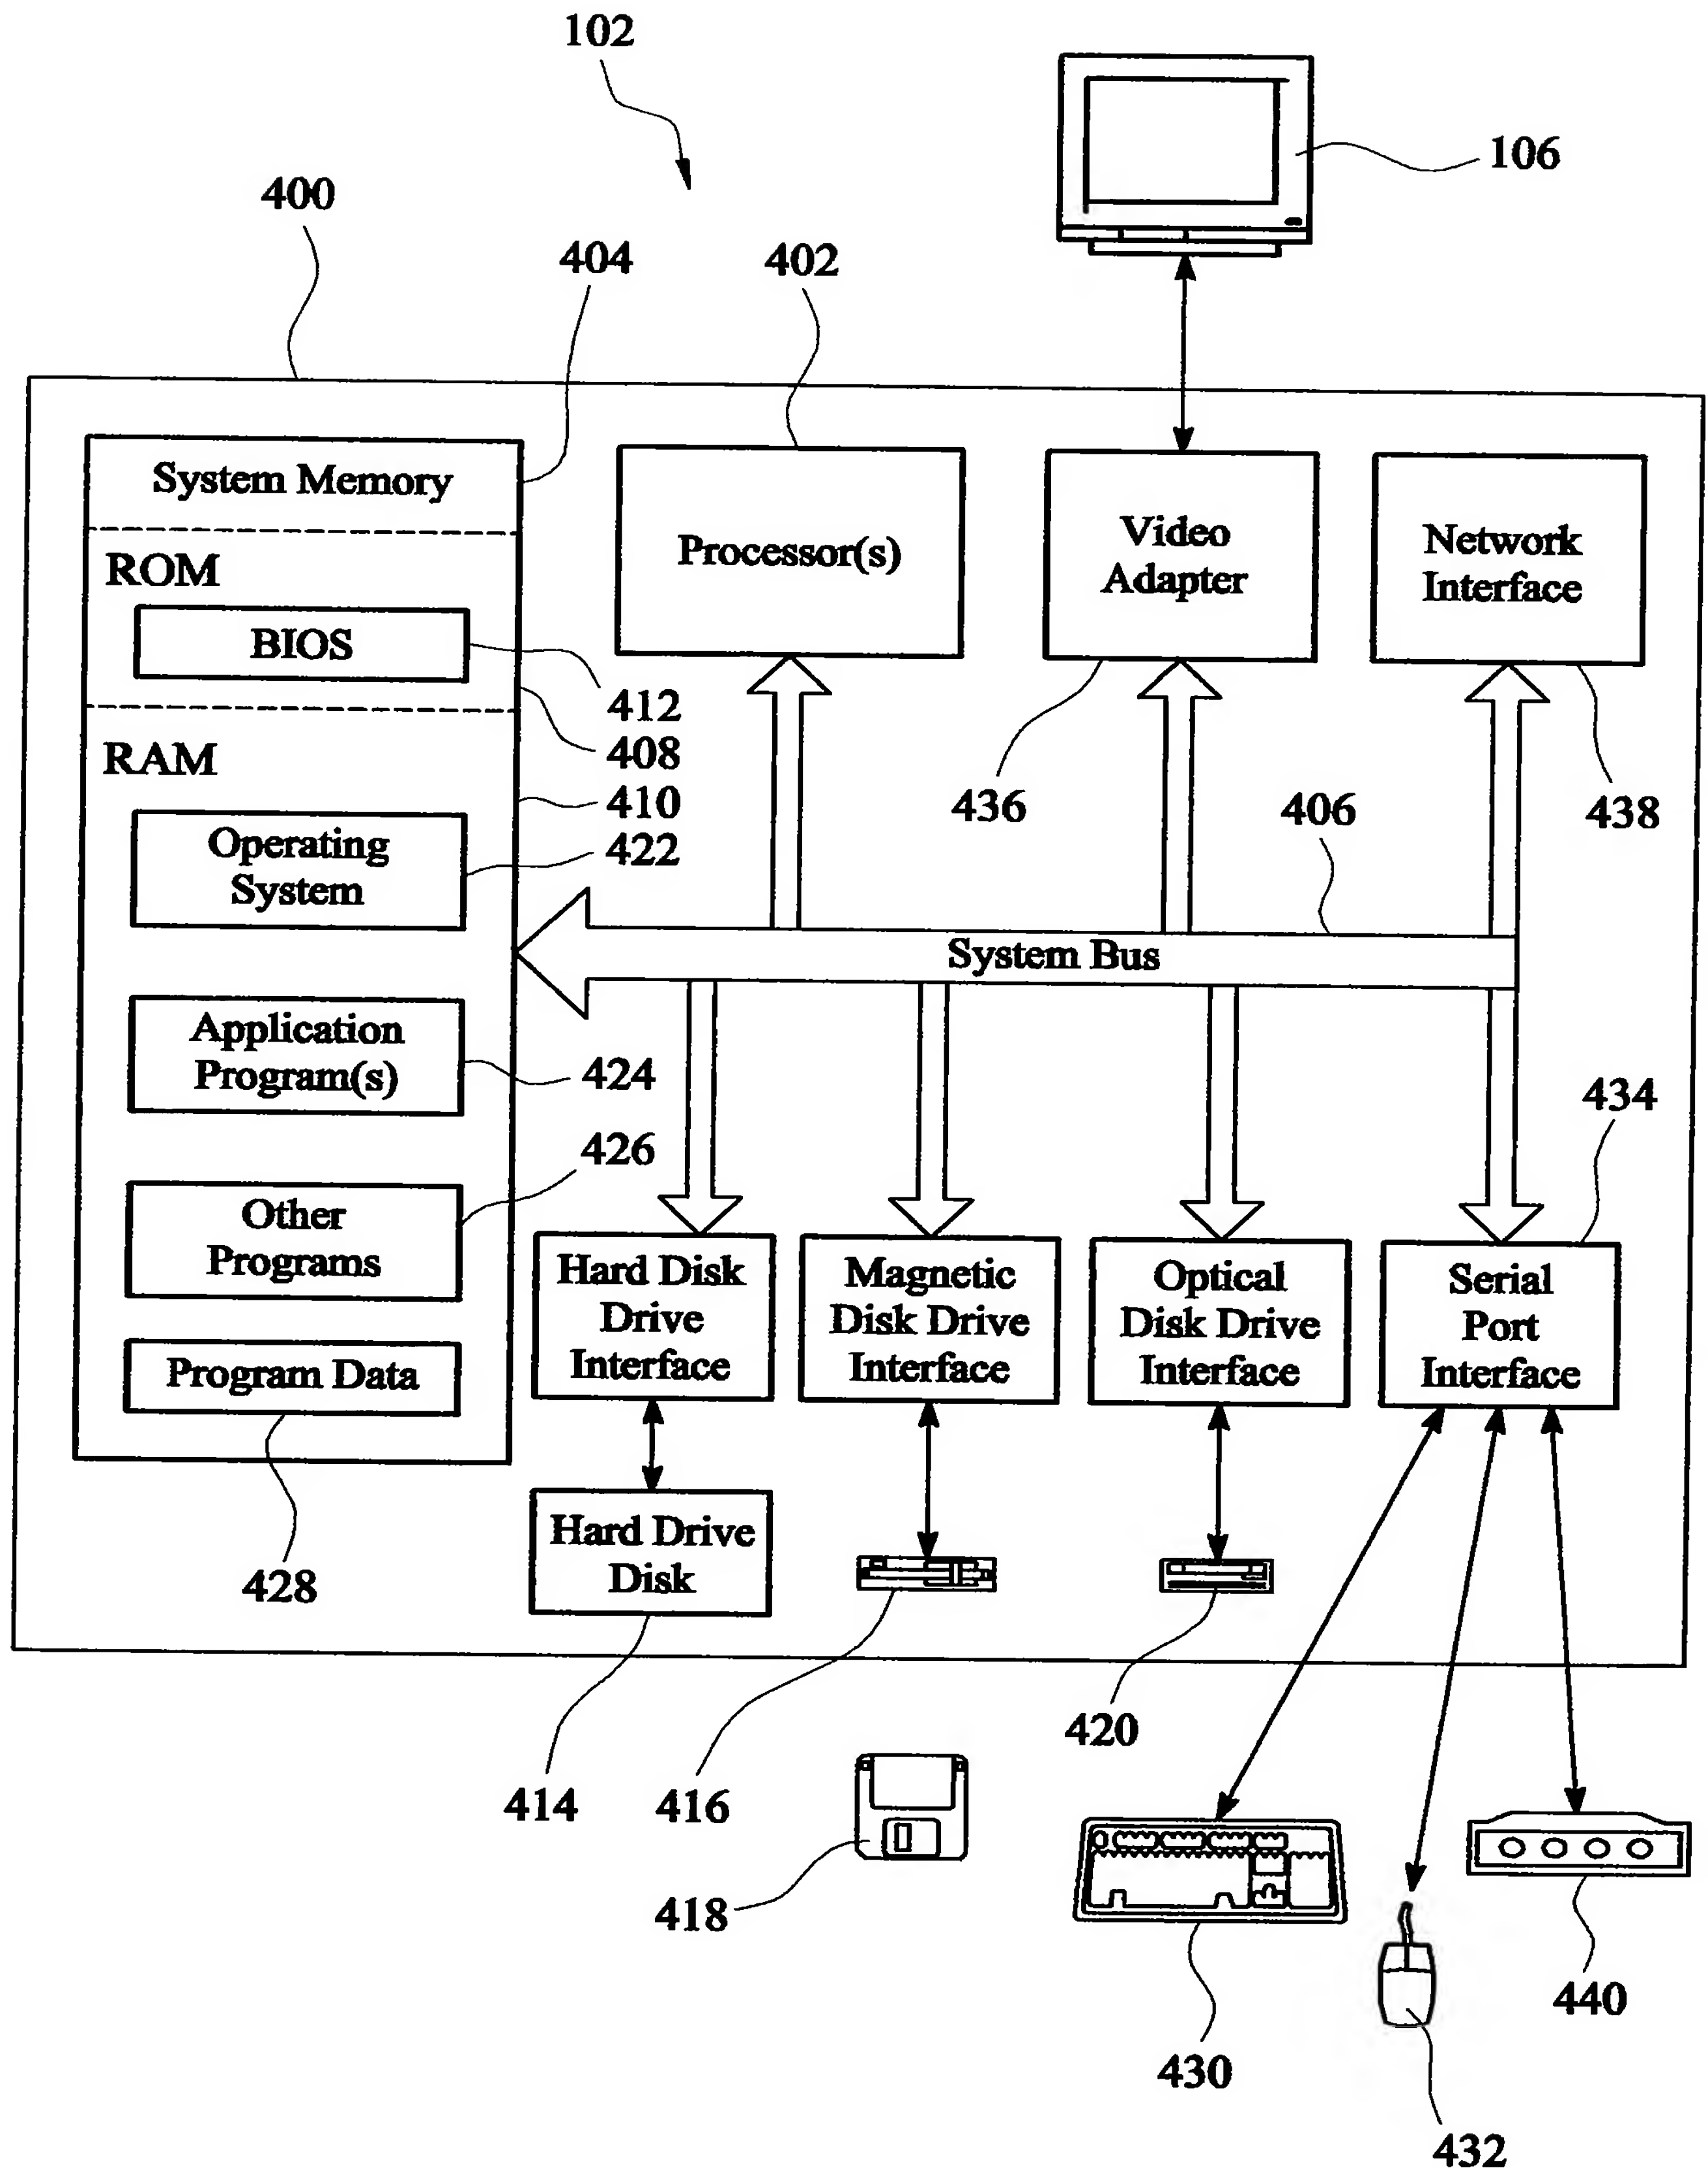 102
106
400
404
402
System Memory
ROM
BIOS
Processor(s)
Video
Adapter
Network
Interface
412
408
RAM
410
436
406
438
Operating
System
422
System Bus
Application
Program(s)
424
434
426
Other
Programs
Hard Disk
Drive
Interface
Magnetic
Disk Drive
Interface
Optical
Disk Drive
Interface
Serial
Port
Interface
Program Data
428
Hard Drive
Disk
414
416
420
418
440
430
432